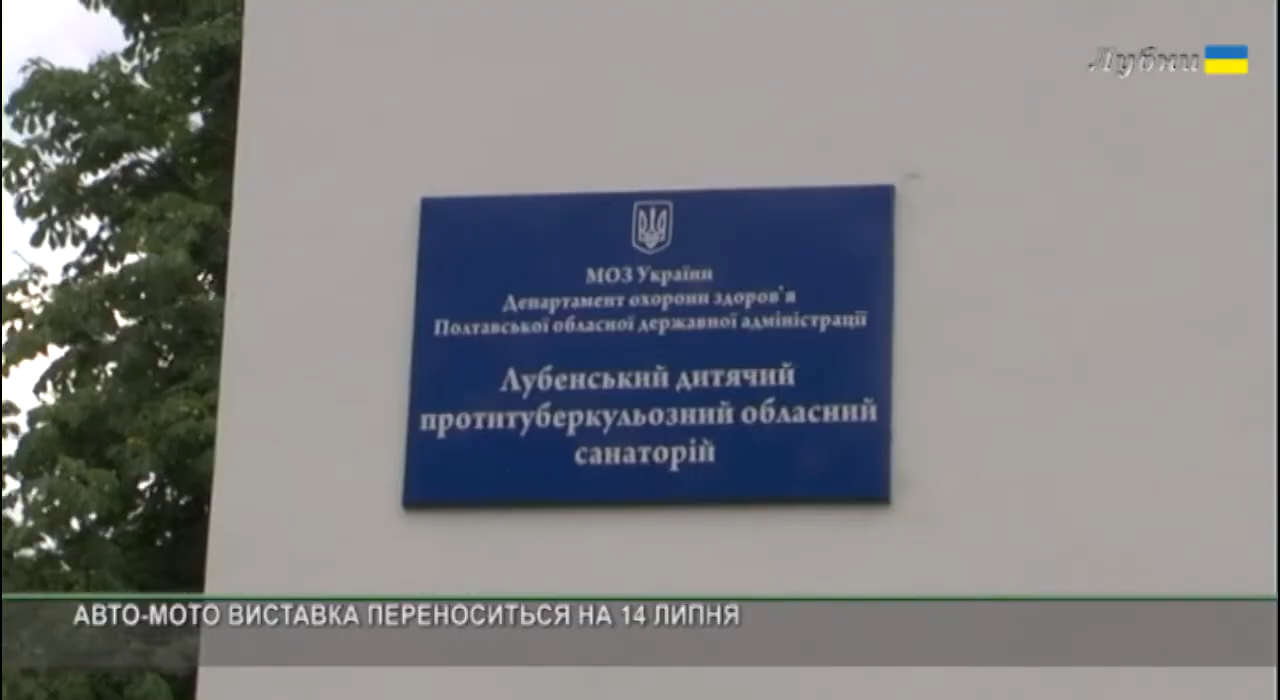 Лубни
МОЗ України
Департамент охорони здоров'я
Полтавської обласної державної адміністрації
Лубенський дитячий
протитуберкульозний обласний
санаторій
АВТО-МОТО ВИСТАВКА ПЕРЕНОСИТЬСЯ НА 14 ЛИПНЯ